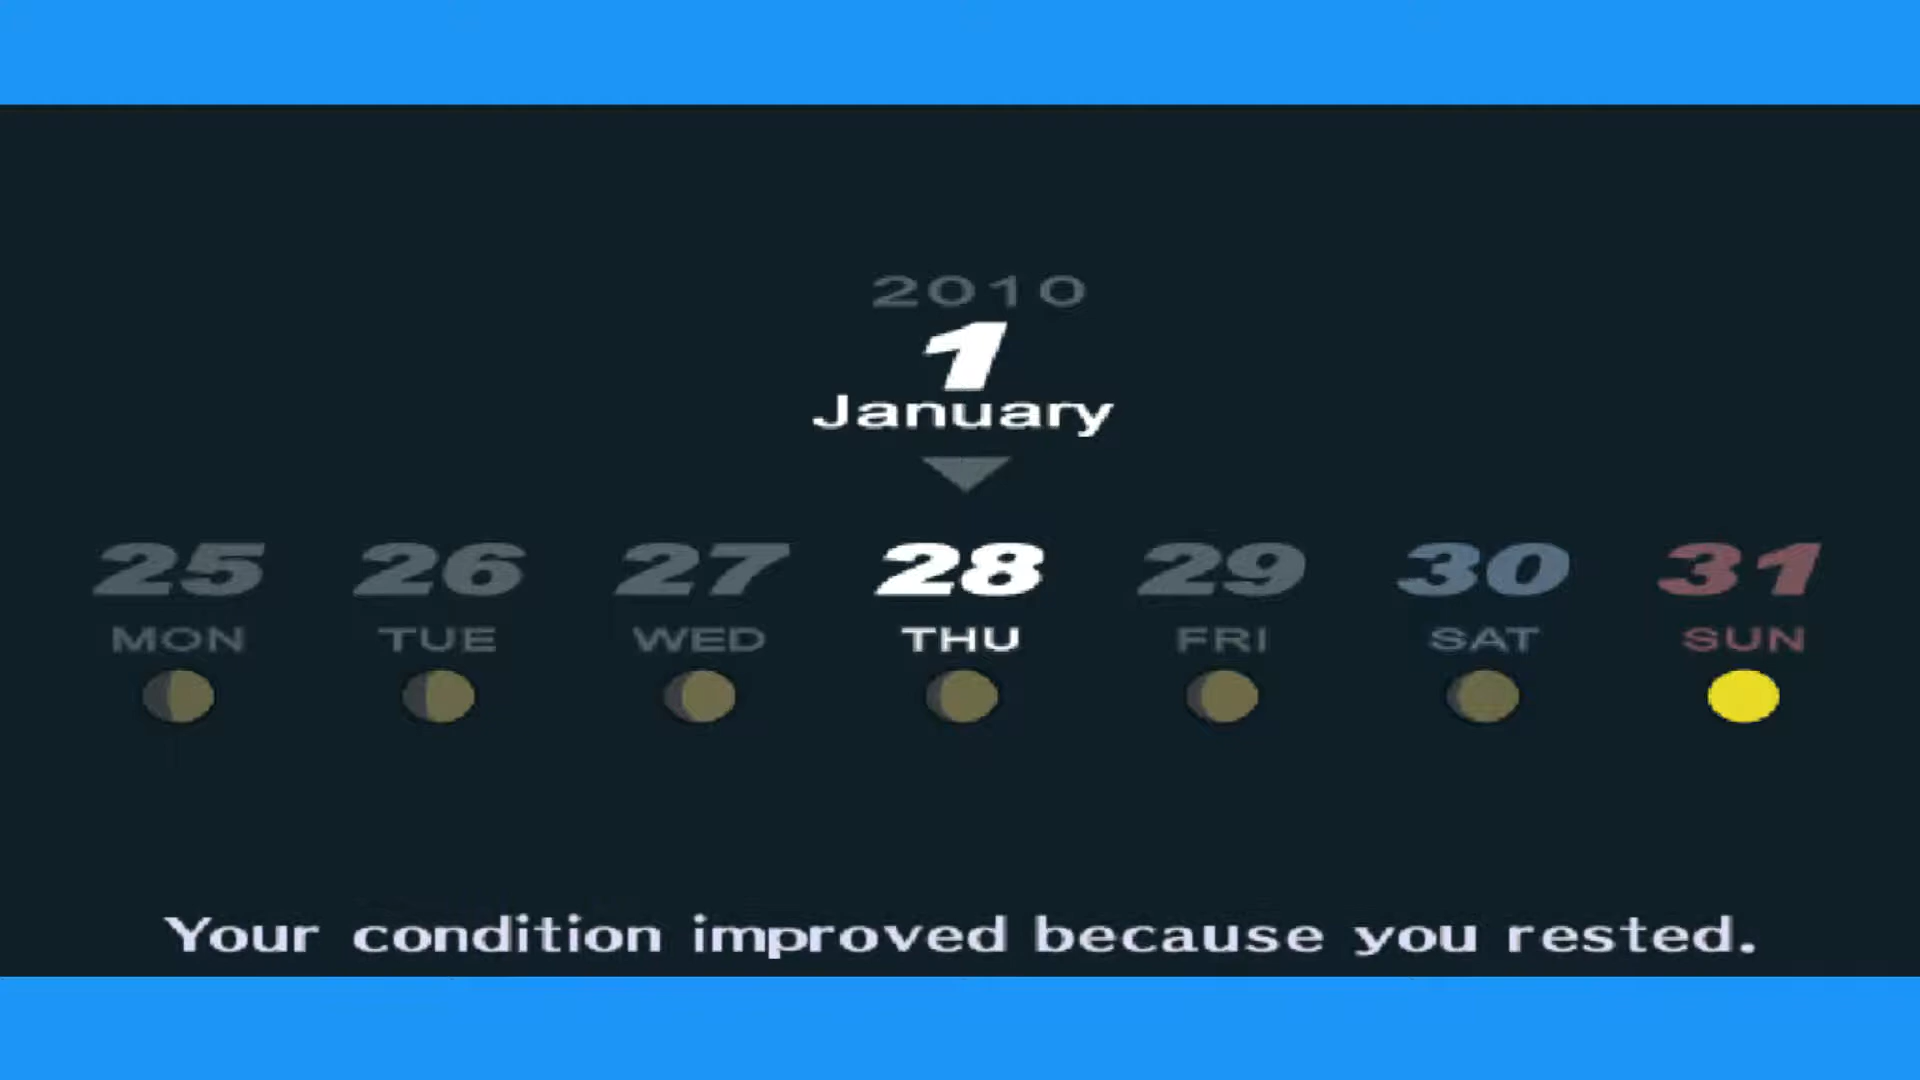 2010
1
January
25 26 27 28 29 30 31
MON TUE WED THU FRI SAT SUN
Your condition improved because you rested.